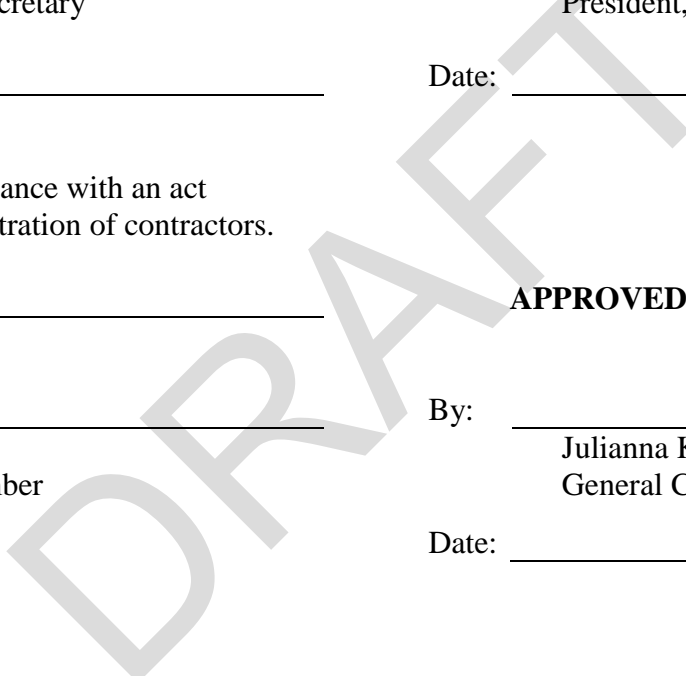 cretary
President,
Date:
ance with an act
tration of contractors.
APPROVED
By:
Julianna K
ber
General C
Date:
DRAFT